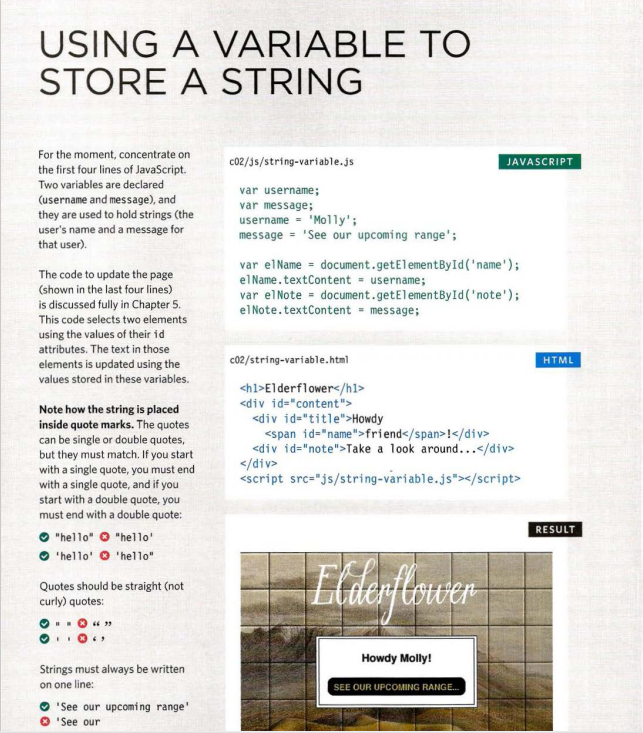 USING A VARIABLE TO
STORE A STRING
For the moment, concentrate on
the first four lines of JavaScript.
Two variables are declared
(username and message), and
they are used to hold strings (the
user's name and a message for
that user).
The code to update the page
(shown in the last four lines)
is discussed fully in Chapter 5.
This code selects two elements
using the values of their id
attributes. The text in those
elements is updated using the
values stored in these variables.
Note how the string is placed
inside quote marks. The quotes
can be single or double quotes,
but they must match. If you start
with a single quote, you must end
with a single quote, and if you
start with a double quote, you
must end with a double quote:
"hello" "hello'
'hello' 'hello"
Quotes should be straight (not
curly) quotes:
" " “ ”
' ' ‘ ’
Strings must always be written
on one line:
'See our upcoming range'
'See our
c02/js/string-variable.js
JAVASCRIPT
var username;
var message;
username = 'Molly';
message = 'See our upcoming range';
var elName = document.getElementById('name');
elName.textContent = username;
var elNote = document.getElementById('note');
elNote.textContent = message;
c02/string-variable.html
HTML
<h1>Elderflower</h1>
<div id="content">
<div id="title">Howdy
<span id="name">friend</span>!</div>
<div id="note">Take a look around...</div>
</div>
<script src="js/string-variable.js"></script>
RESULT
Elderflower
Howdy Molly!
SEE OUR UPCOMING RANGE...